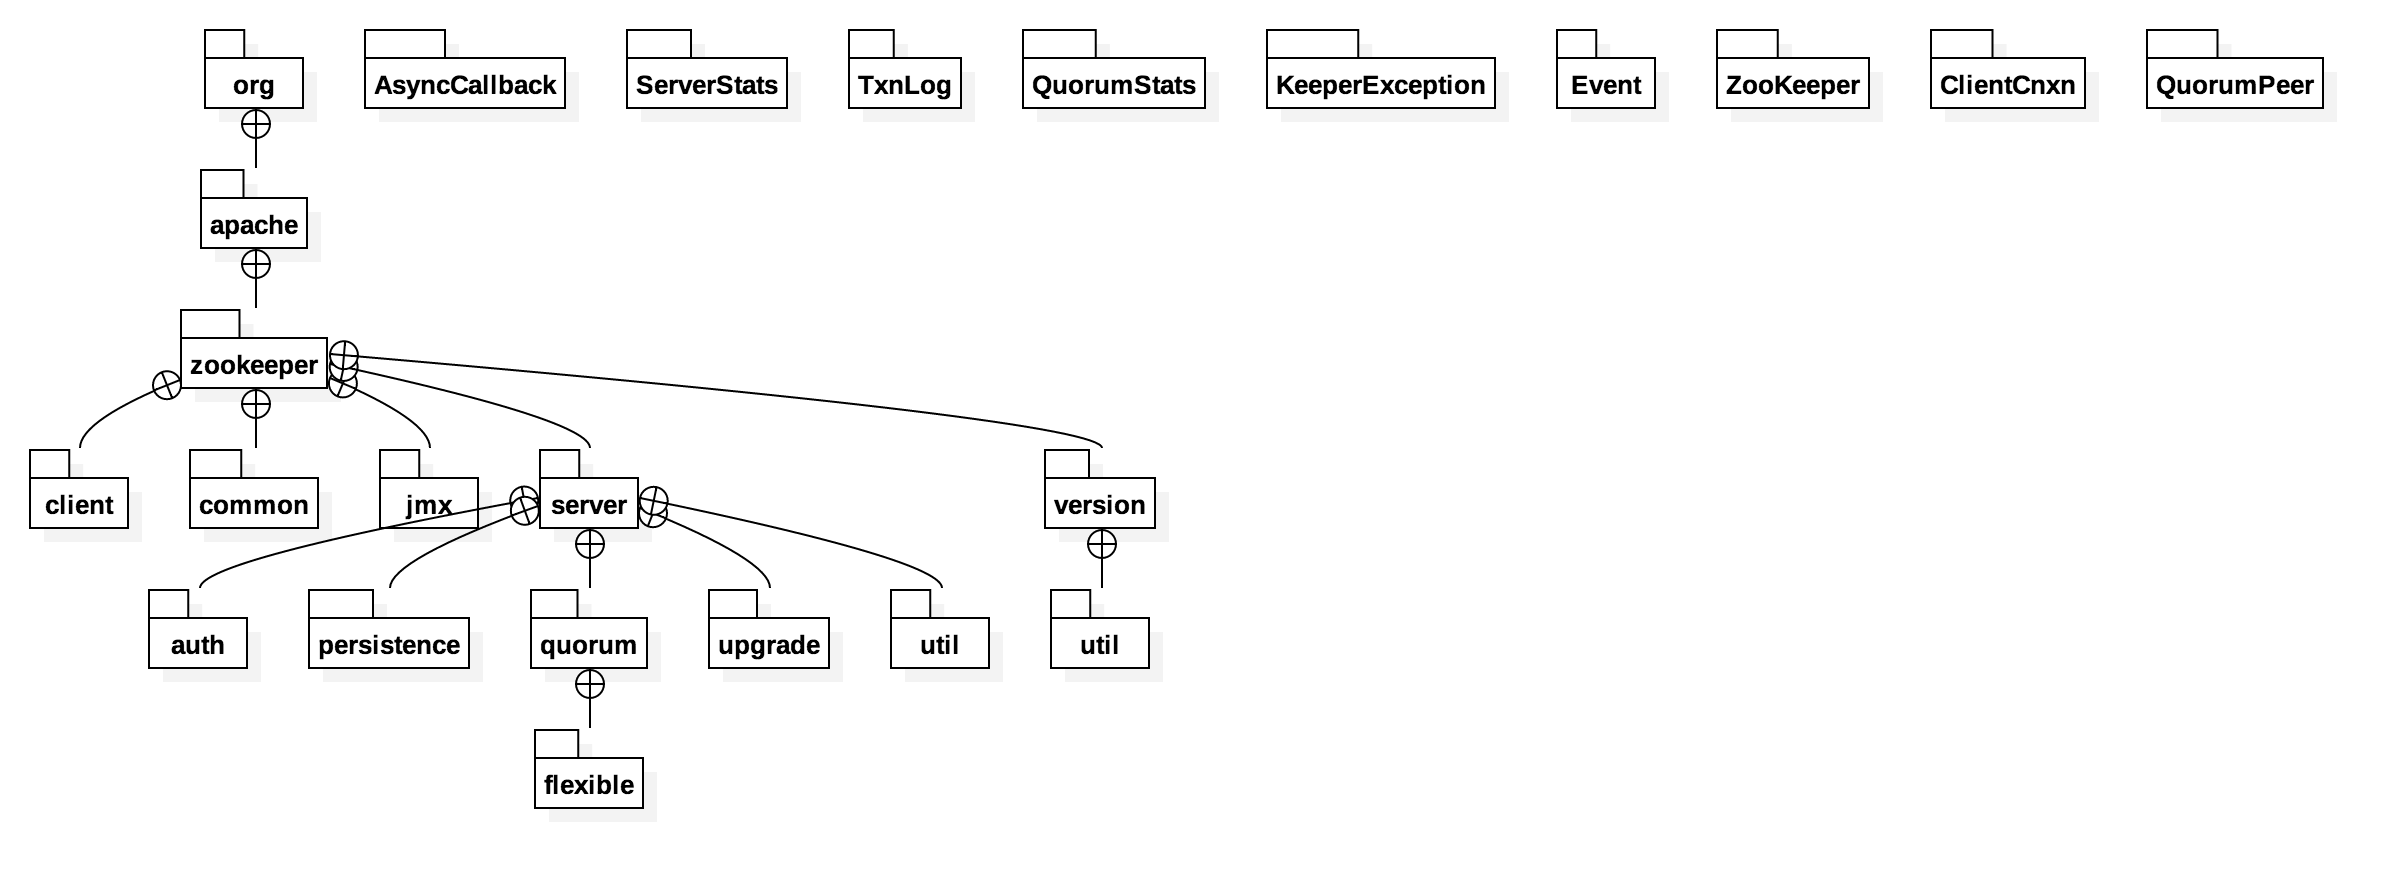 org
AsyncCallback
ServerStats
TxnLog
QuorumStats
KeeperException
Event
ZooKeeper
ClientCnxn
QuorumPeer
apache
zookeeper
client
common
jmx
server
version
auth
persistence
quorum
upgrade
util
util
flexible